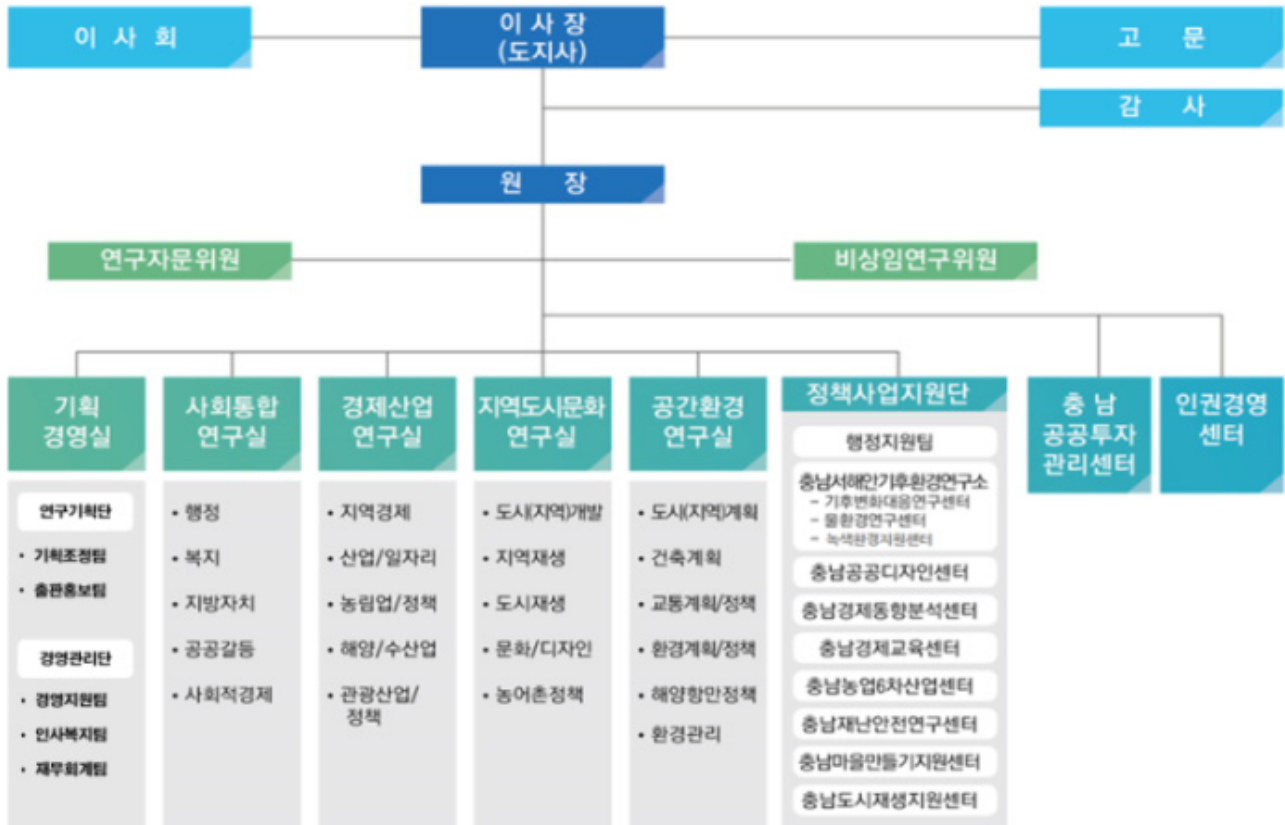 이 사 회
이 사 장
(도지사)
고 문
감 사
원 장
연구자문위원
비상임연구위원
기획
경영실
연구기획단
• 기획조정팀
• 출판홍보팀
경영관리단
• 경영지원팀
• 인사복지팀
• 재무회계팀
사회통합
연구실
• 행정
• 복지
• 지방자치
• 공공갈등
• 사회적경제
경제산업
연구실
• 지역경제
• 산업/일자리
• 농림업/정책
• 해양/수산업
• 관광산업/
정책
지역도시문화
연구실
• 도시(지역)개발
• 지역재생
• 도시재생
• 문화/디자인
• 농어촌정책
공간환경
연구실
• 도시(지역)계획
• 건축계획
• 교통계획/정책
• 환경계획/정책
• 해양항만정책
• 환경관리
정책사업지원단
행정지원팀
충남서해안기후환경연구소
– 기후변화대응연구센터
– 물환경연구센터
– 녹색환경지원센터
충남공공디자인센터
충남경제동향분석센터
충남경제교육센터
충남농업6차산업센터
충남재난안전연구센터
충남마을만들기지원센터
충남도시재생지원센터
충 남
공공투자
관리센터
인권경영
센터